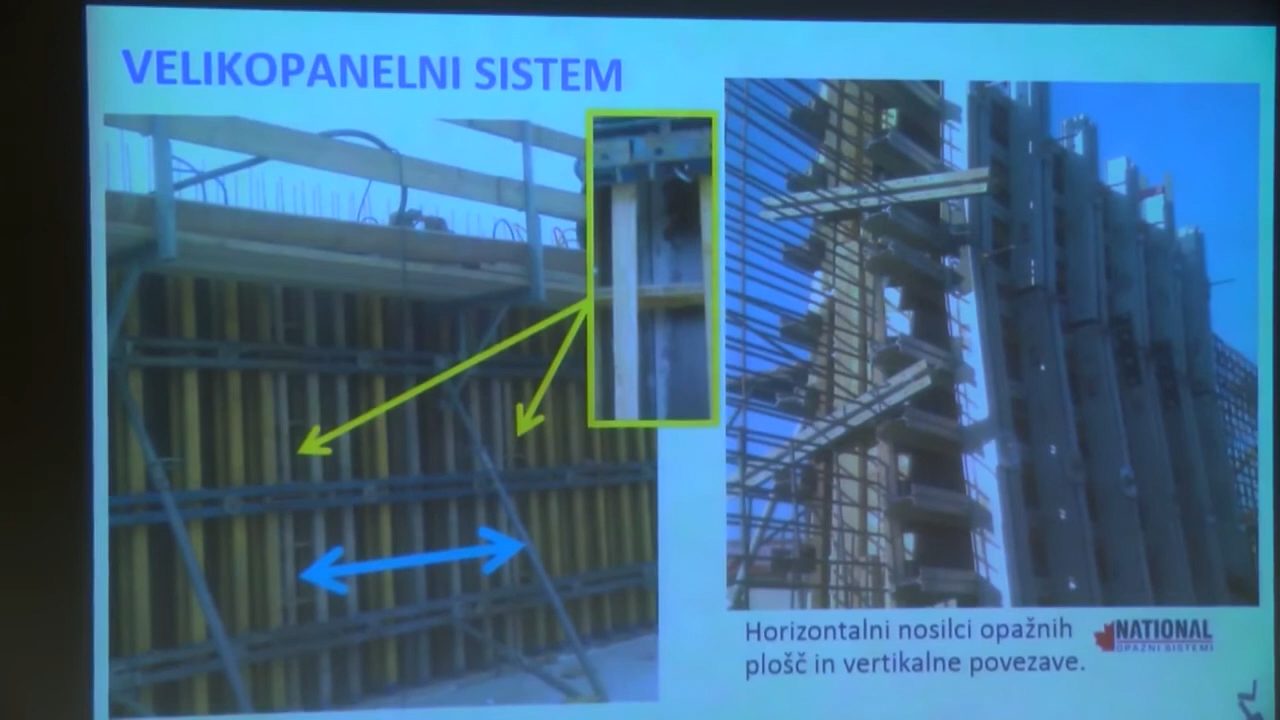 VELIKOPANELNI SISTEM
Horizontalni nosilci opažnih
plošč in vertikalne povezave.
NATIONAL
OPAŽNI SISTEMI